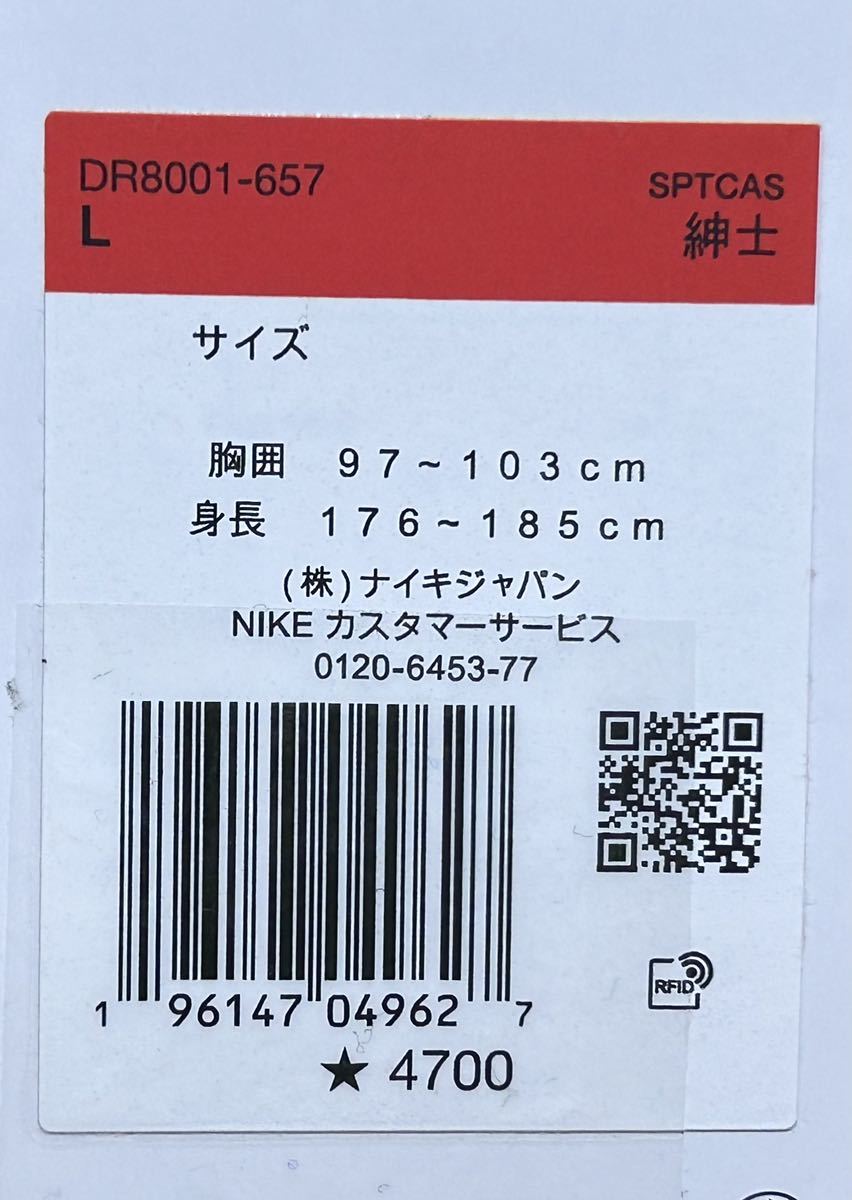 DR8001-657
SPTCAS
L
紳士
サイズ
胸囲 97~103cm
身長 176~185cm
(株)ナイキジャパン
NIKE カスタマーサービス
0120-6453-77
1 96147 04962 7
RFID
★ 4700